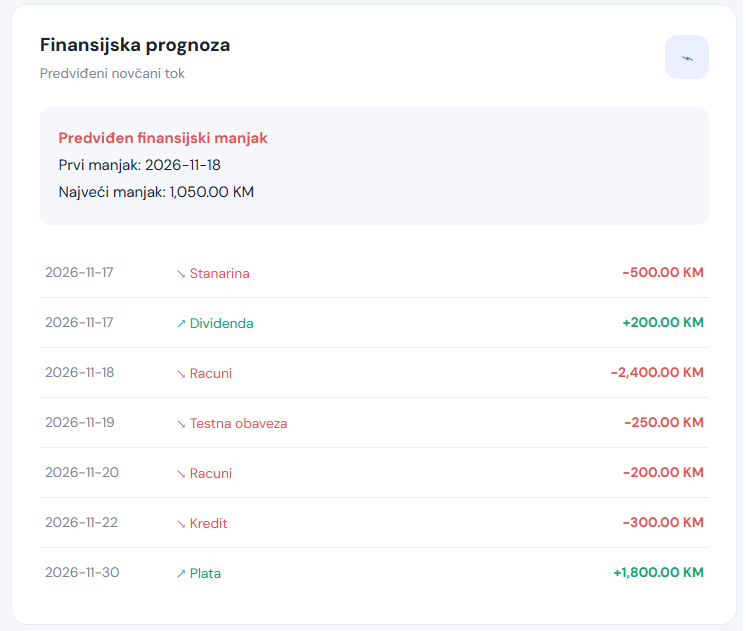 Finansijska prognoza
Predviđeni novčani tok
Predviđen finansijski manjak
Prvi manjak: 2026-11-18
Najveći manjak: 1,050.00 KM
2026-11-17 ↘ Stanarina -500.00 KM
2026-11-17 ↗ Dividenda +200.00 KM
2026-11-18 ↘ Racuni -2,400.00 KM
2026-11-19 ↘ Testna obaveza -250.00 KM
2026-11-20 ↘ Racuni -200.00 KM
2026-11-22 ↘ Kredit -300.00 KM
2026-11-30 ↗ Plata +1,800.00 KM